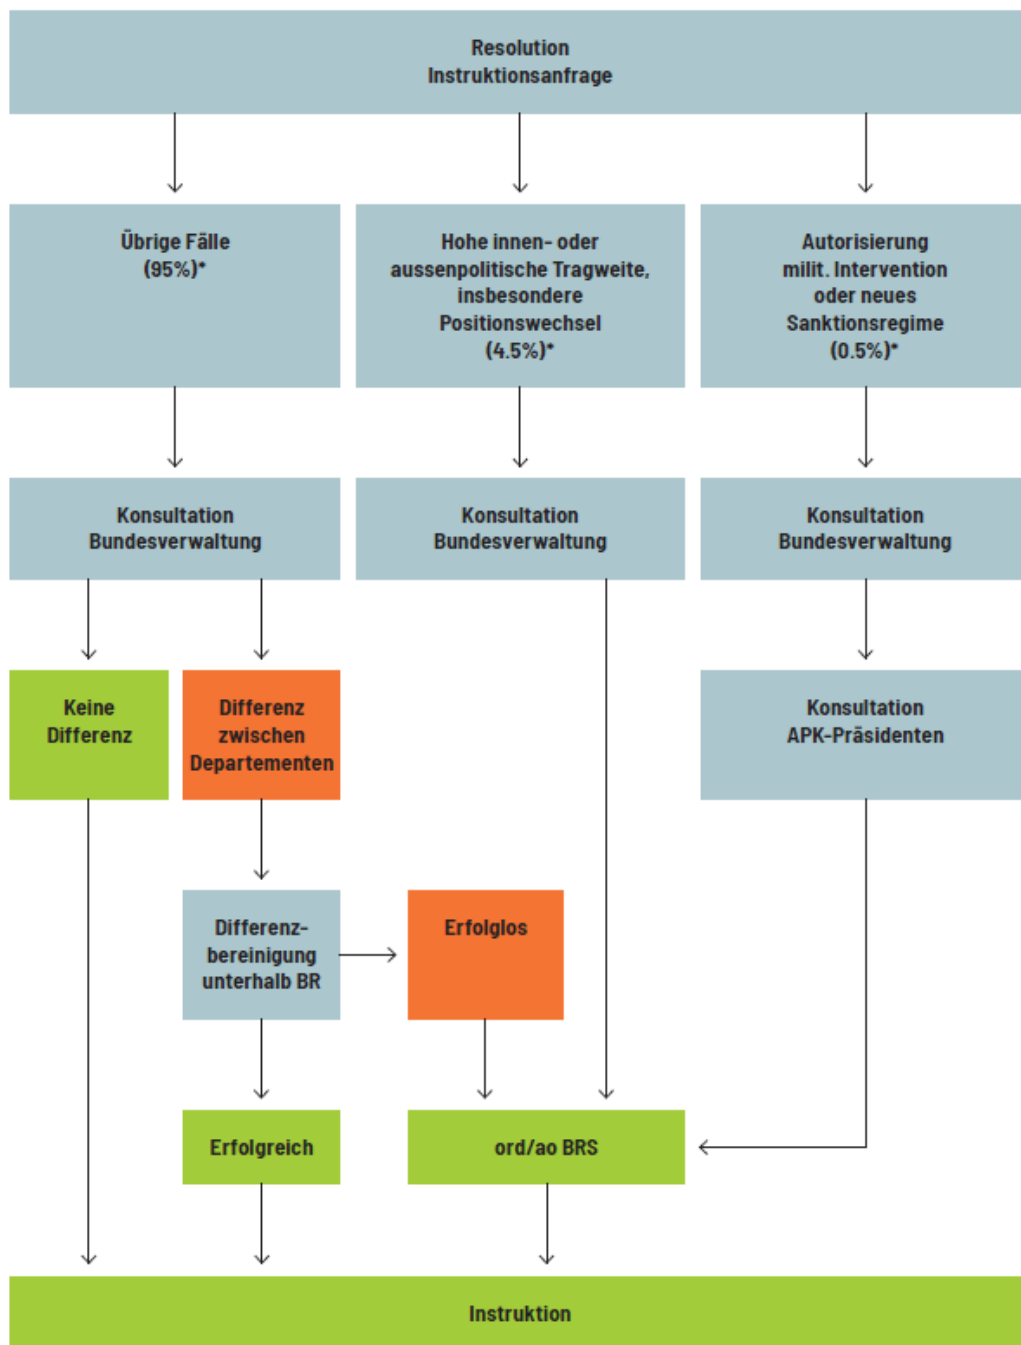 Resolution
Instruktionsanfrage
Übrige Fälle
(95%)*
Hohe innen- oder
aussenpolitische Tragweite,
insbesondere
Positionswechsel
(4.5%)*
Autorisierung
milit. Intervention
oder neues
Sanktionsregime
(0.5%)*
Konsultation
Bundesverwaltung
Konsultation
Bundesverwaltung
Konsultation
Bundesverwaltung
Keine
Differenz
Differenz
zwischen
Departementen
Konsultation
APK-Präsidenten
Differenz-
bereinigung
unterhalb BR
Erfolglos
Erfolgreich
ord/ao BRS
Instruktion